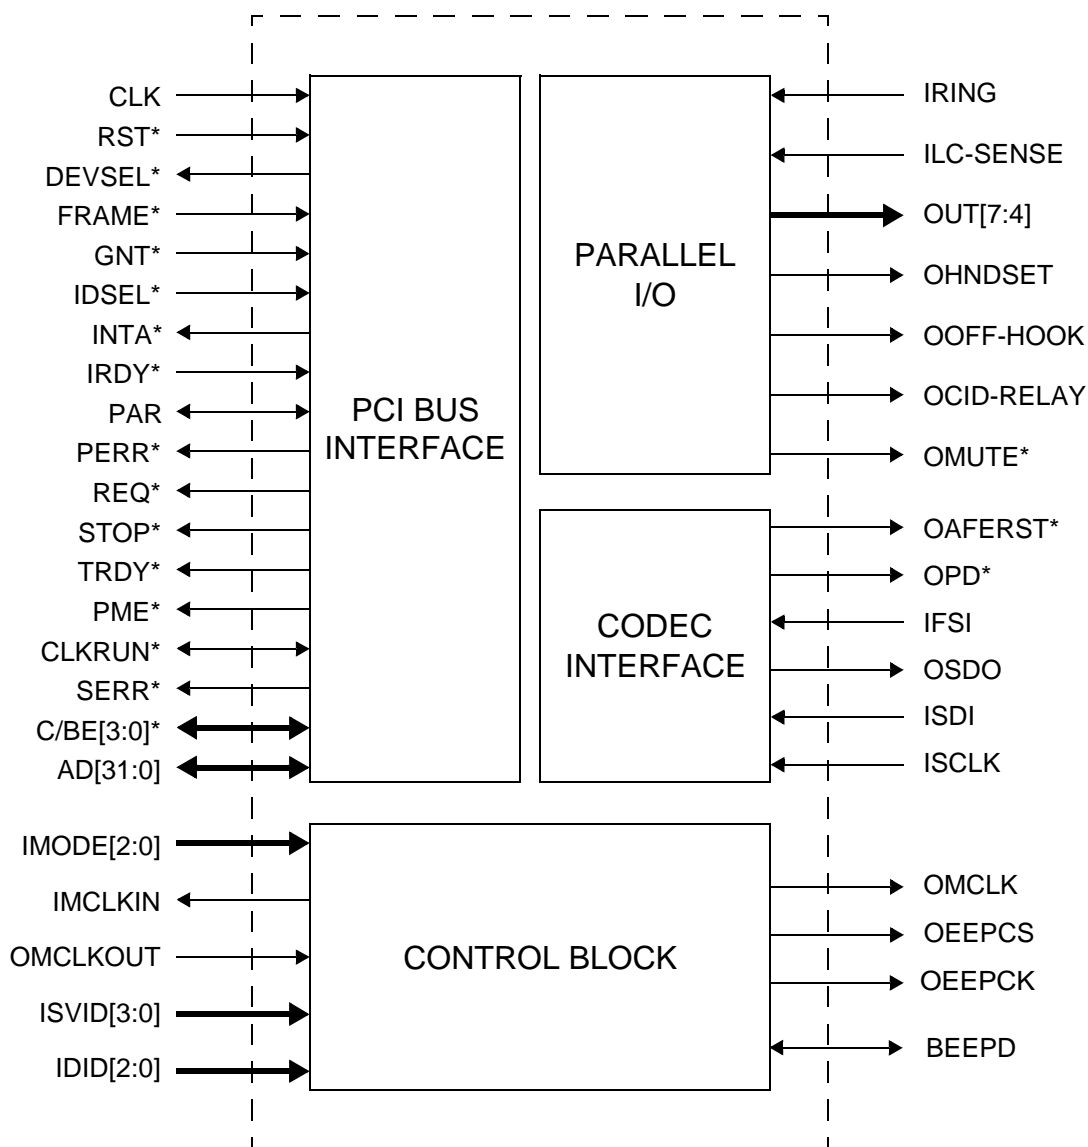 CLK
RST*
DEVSEL*
FRAME*
GNT*
IDSEL*
INTA*
IRDY*
PAR
PERR*
REQ*
STOP*
TRDY*
PME*
CLKRUN*
SERR*
C/BE[3:0]*
AD[31:0]
PCI BUS
INTERFACE
PARALLEL
I/O
IRING
ILC-SENSE
OUT[7:4]
OHNDSET
OOFF-HOOK
OCID-RELAY
OMUTE*
CODEC
INTERFACE
OAFERST*
OPD*
IFSI
OSDO
ISDI
ISCLK
IMODE[2:0]
IMCLKIN
OMCLKOUT
ISVID[3:0]
IDID[2:0]
CONTROL BLOCK
OMCLK
OEEPCS
OEEPCK
BEEPD